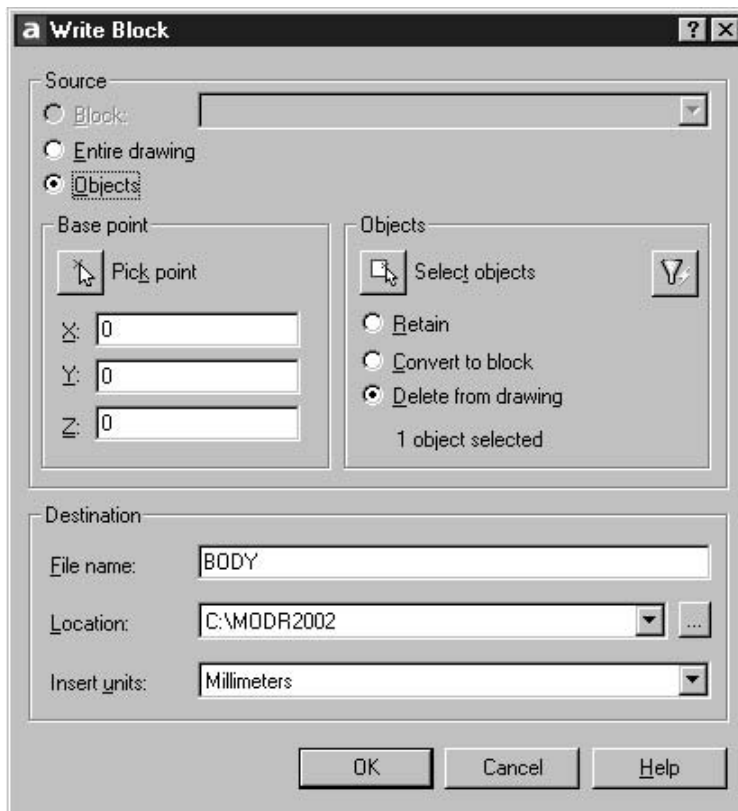 a Write Block ? X
Source
Block:
Entire drawing
Objects
Base point
Pick point
X: 0
Y: 0
Z: 0
Objects
Select objects
Retain
Convert to block
Delete from drawing
1 object selected
Destination
File name: BODY
Location: C:\MODR2002 ...
Insert units: Millimeters
OK Cancel Help